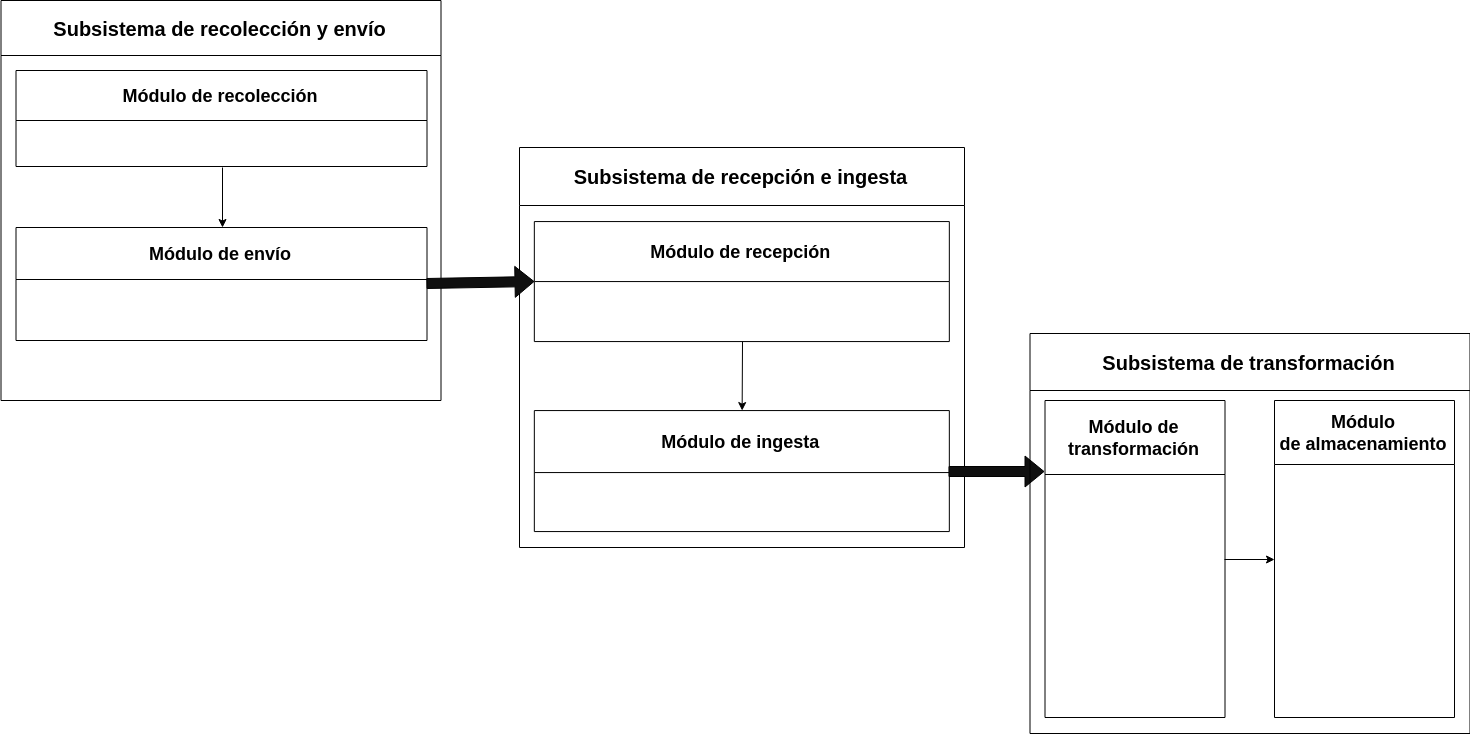 Subsistema de recolección y envío
Módulo de recolección
Módulo de envío
Subsistema de recepción e ingesta
Módulo de recepción
Módulo de ingesta
Subsistema de transformación
Módulo de
transformación
Módulo
de almacenamiento